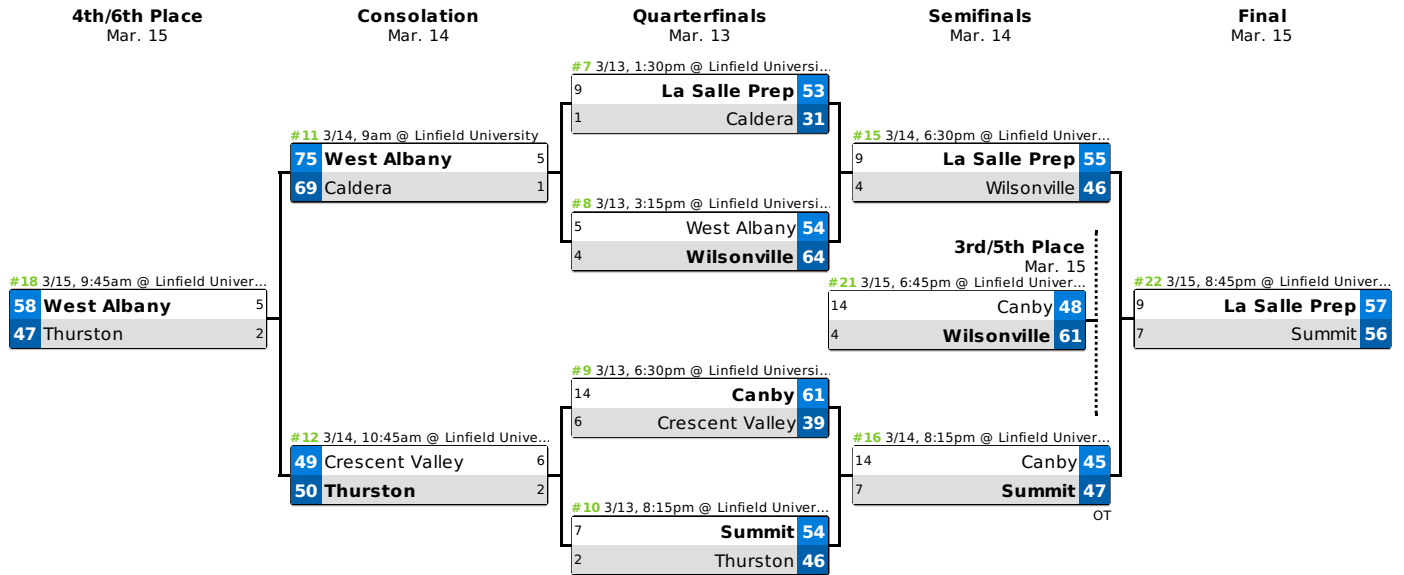 4th/6th Place
Mar. 15
Consolation
Mar. 14
Quarterfinals
Mar. 13
Semifinals
Mar. 14
Final
Mar. 15
#18 3/15, 9:45am @ Linfield Univer...
58 West Albany 5
47 Thurston 2
#11 3/14, 9am @ Linfield University
75 West Albany 5
69 Caldera 1
#12 3/14, 10:45am @ Linfield Unive...
49 Crescent Valley 6
50 Thurston 2
#7 3/13, 1:30pm @ Linfield Universi...
9 La Salle Prep 53
1 Caldera 31
#8 3/13, 3:15pm @ Linfield Universi...
5 West Albany 54
4 Wilsonville 64
#9 3/13, 6:30pm @ Linfield Universi...
14 Canby 61
6 Crescent Valley 39
#10 3/13, 8:15pm @ Linfield Univer...
7 Summit 54
2 Thurston 46
#15 3/14, 6:30pm @ Linfield Univer...
9 La Salle Prep 55
4 Wilsonville 46
3rd/5th Place
Mar. 15
#21 3/15, 6:45pm @ Linfield Univer...
14 Canby 48
4 Wilsonville 61
#16 3/14, 8:15pm @ Linfield Univer...
14 Canby 45
7 Summit 47
OT
#22 3/15, 8:45pm @ Linfield Univer...
9 La Salle Prep 57
7 Summit 56